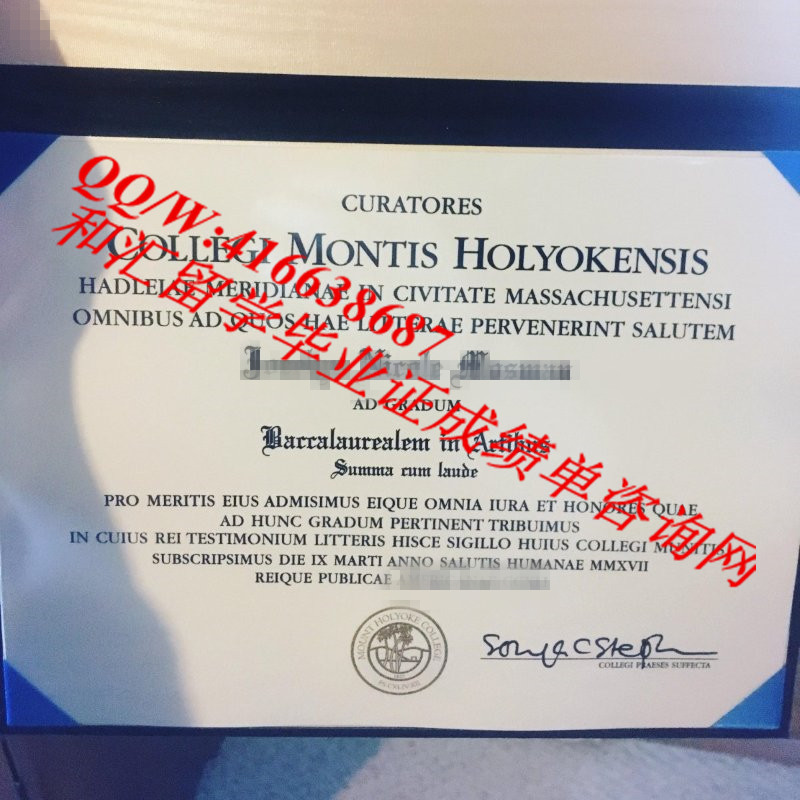 CURATORES
COLLEGI MONTIS HOLYOKENSIS
HADLEIAE MERIDIANAE IN CIVITATE MASSACHUSETTENSI
OMNIBUS AD QUOS HAE LITTERAE PERVENERINT SALUTEM
AD GRADUM
Baccalaurealem in Artibus
Summa cum laude
PRO MERITIS EIUS ADMISIMUS EIQUE OMNIA IURA ET HONORES QUAE
AD HUNC GRADUM PERTINENT TRIBUIMUS
IN CUIUS REI TESTIMONIUM LITTERIS HISCE SIGILLO HUIUS COLLEGI MUNITIS
SUBSCRIPSIMUS DIE IX MARTI ANNO SALUTIS HUMANAE MMXVII
REIQUE PUBLICAE
MOUNT HOLYOKE COLLEGE
COLLEGI PRAESES SUFFECTA
QQ/W:416638687
和汇留学毕业证成绩单咨询网